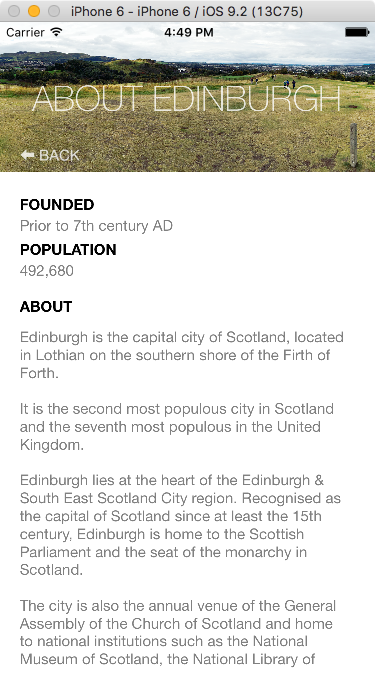 iPhone 6 - iPhone 6 / iOS 9.2 (13C75)
Carrier 4:49 PM
ABOUT EDINBURGH
BACK
FOUNDED
Prior to 7th century AD
POPULATION
492,680
ABOUT
Edinburgh is the capital city of Scotland, located
in Lothian on the southern shore of the Firth of
Forth.
It is the second most populous city in Scotland
and the seventh most populous in the United
Kingdom.
Edinburgh lies at the heart of the Edinburgh &
South East Scotland City region. Recognised as
the capital of Scotland since at least the 15th
century, Edinburgh is home to the Scottish
Parliament and the seat of the monarchy in
Scotland.
The city is also the annual venue of the General
Assembly of the Church of Scotland and home
to national institutions such as the National
Museum of Scotland, the National Library of